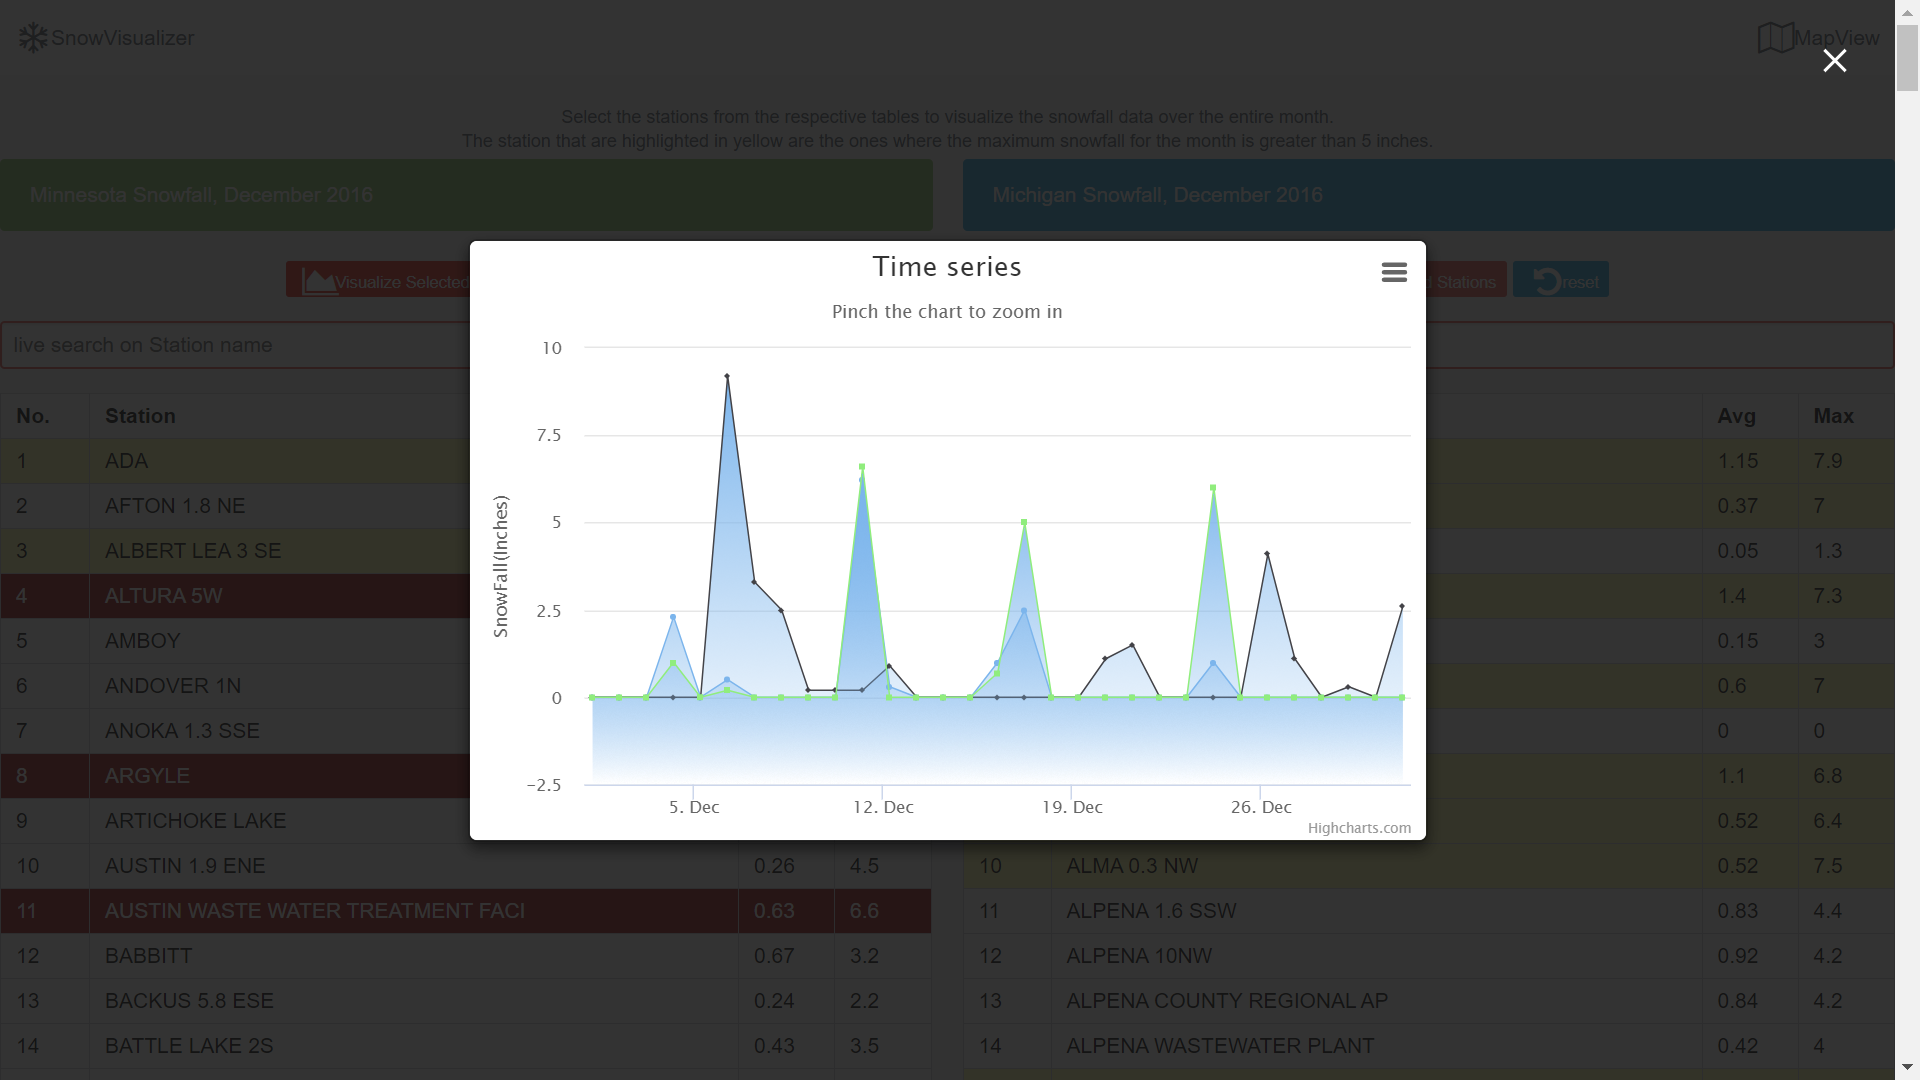 SnowVisualizer
MapView
Select the stations from the respective tables to visualize the snowfall data over the entire month.
The station that are highlighted in yellow are the ones where the maximum snowfall for the month is greater than 5 inches.
Minnesota Snowfall, December 2016
Michigan Snowfall, December 2016
Visualize Selected
Stations
reset
live search on Station name
Time series
Pinch the chart to zoom in
SnowFall(Inches)
10
7.5
5
2.5
0
−2.5
5. Dec 12. Dec 19. Dec 26. Dec
Highcharts.com
No. Station
1 ADA
2 AFTON 1.8 NE
3 ALBERT LEA 3 SE
4 ALTURA 5W
5 AMBOY
6 ANDOVER 1N
7 ANOKA 1.3 SSE
8 ARGYLE
9 ARTICHOKE LAKE
10 AUSTIN 1.9 ENE 0.26 4.5
11 AUSTIN WASTE WATER TREATMENT FACI 0.63 6.6
12 BABBITT 0.67 3.2
13 BACKUS 5.8 ESE 0.24 2.2
14 BATTLE LAKE 2S 0.43 3.5
Avg Max
1.15 7.9
0.37 7
0.05 1.3
1.4 7.3
0.15 3
0.6 7
0 0
1.1 6.8
0.52 6.4
10 ALMA 0.3 NW 0.52 7.5
11 ALPENA 1.6 SSW 0.83 4.4
12 ALPENA 10NW 0.92 4.2
13 ALPENA COUNTY REGIONAL AP 0.84 4.2
14 ALPENA WASTEWATER PLANT 0.42 4